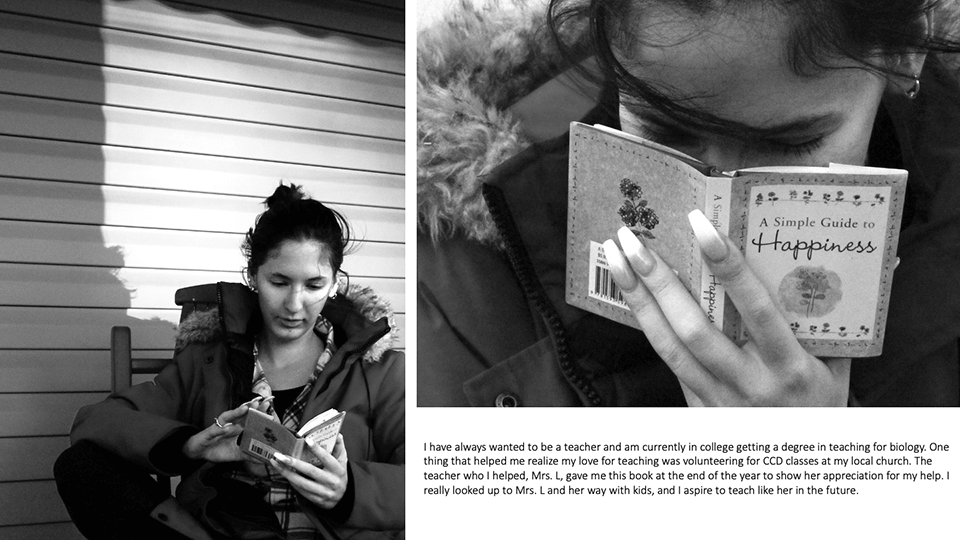 A Simple Guide to
Happiness
I have always wanted to be a teacher and am currently in college getting a degree in teaching for biology. One
thing that helped me realize my love for teaching was volunteering for CCD classes at my local church. The
teacher who I helped, Mrs. L, gave me this book at the end of the year to show her appreciation for my help. I
really looked up to Mrs. L and her way with kids, and I aspire to teach like her in the future.